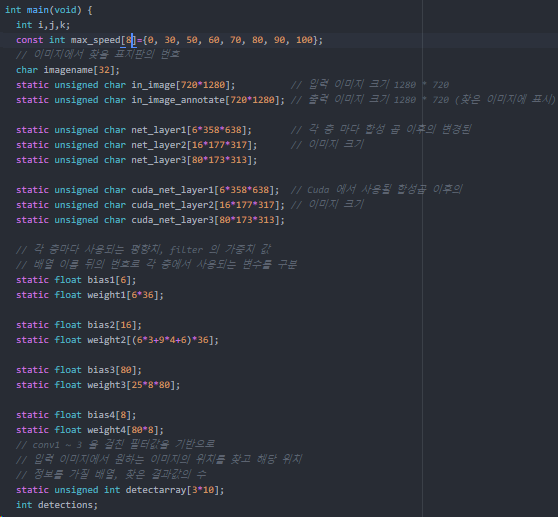 int main(void) {
int i,j,k;
const int max_speed[8]={0, 30, 50, 60, 70, 80, 90, 100};
// 이미지에서 찾을 표지판의 번호
char imagename[32];
static unsigned char in_image[720*1280]; // 입력 이미지 크기 1280 * 720
static unsigned char in_image_annotate[720*1280]; // 출력 이미지 크기 1280 * 720 (찾은 이미지에 표시)
static unsigned char net_layer1[6*358*638]; // 각 층 마다 합성 곱 이후의 변경된
static unsigned char net_layer2[16*177*317]; // 이미지 크기
static unsigned char net_layer3[80*173*313];
static unsigned char cuda_net_layer1[6*358*638]; // Cuda 에서 사용될 합성곱 이후의
static unsigned char cuda_net_layer2[16*177*317]; // 이미지 크기
static unsigned char cuda_net_layer3[80*173*313];
// 각 층마다 사용되는 평향치, filter 의 가중치 값
// 배열 이름 뒤의 번호로 각 층에서 사용되는 변수를 구분
static float bias1[6];
static float weight1[6*36];
static float bias2[16];
static float weight2[(6*3+9*4+6)*36];
static float bias3[80];
static float weight3[25*8*80];
static float bias4[8];
static float weight4[80*8];
// conv1 ~ 3 을 걸친 필터값을 기반으로
// 입력 이미지에서 원하는 이미지의 위치를 찾고 해당 위치
// 정보를 가질 배열, 찾은 결과값의 수
static unsigned int detectarray[3*10];
int detections;